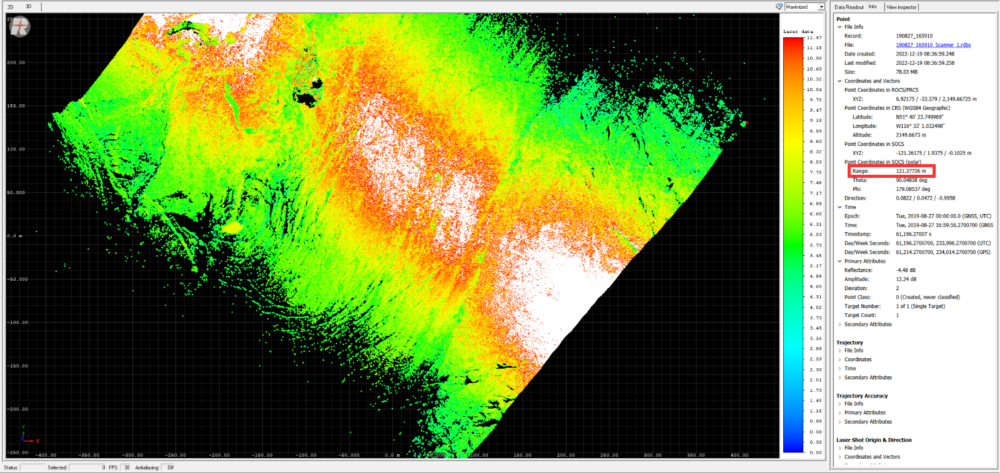 2D 3D
Maximized
Laser data
11.47
11.18
10.90
10.60
10.32
10.04
9.75
9.47
9.18
8.89
8.60
8.32
8.03
7.75
7.46
7.17
6.88
6.60
6.31
6.03
5.73
5.45
5.17
4.88
4.60
4.31
4.02
3.73
3.45
3.16
2.88
2.59
2.30
2.01
1.73
1.45
1.16
0.88
0.58
0.30
0.00
200.00
150.00
100.00
50.000
0.0 m
-50.000
-100.00
-150.00
-200.00
-250.00
-400.00 -300.00 -200.00 -100.00 0.0 m 100.00 200.00 300.00 400.00
Y
X
Status: Selected: 0 FPS: 30 Antialiasing: Off
Data Readout Info View inspector
Point
File Info
Record: 190827_165910
File: 190827_165910_Scanner_1.rdbx
Date created: 2022-12-19 08:36:59.248
Last modified: 2022-12-19 08:36:59.258
Size: 78.03 MB
Coordinates and Vectors
Point Coordinates in ROCS/PRCS
XYZ: 6.92175 / -33.379 / 2,149.66725 m
Point Coordinates in CRS (WGS84 Geographic)
Latitude: N51° 40' 23.749969"
Longitude: W116° 33' 1.032498"
Altitude: 2149.6673 m
Point Coordinates in SOCS
XYZ: -121.36175 / 1.9375 / -0.1025 m
Point Coordinates in SOCS (polar)
Range: 121.37726 m
Theta: 90.04838 deg
Phi: 179.08537 deg
Direction: 0.0822 / 0.0472 / -0.9958
Time
Epoch: Tue, 2019-08-27 00:00:00.0 (GNSS, UTC)
Time: Tue, 2019-08-27 16:59:56.2700700 (GNSS
Timestamp: 61,196.27007 s
Day/Week Seconds: 61,196.2700700, 233,996.2700700 (UTC)
Day/Week Seconds: 61,214.2700700, 234,014.2700700 (GPS)
Primary Attributes
Reflectance: -4.48 dB
Amplitude: 12.24 dB
Deviation: 2
Point Class: 0 (Created, never classified)
Target Number: 1 of 1 (Single Target)
Target Count: 1
Secondary Attributes
Trajectory
File Info
Coordinates
Time
Secondary Attributes
Trajectory Accuracy
File Info
Primary Attributes
Secondary Attributes
Laser Shot Origin & Direction
File Info
Coordinates and Vectors